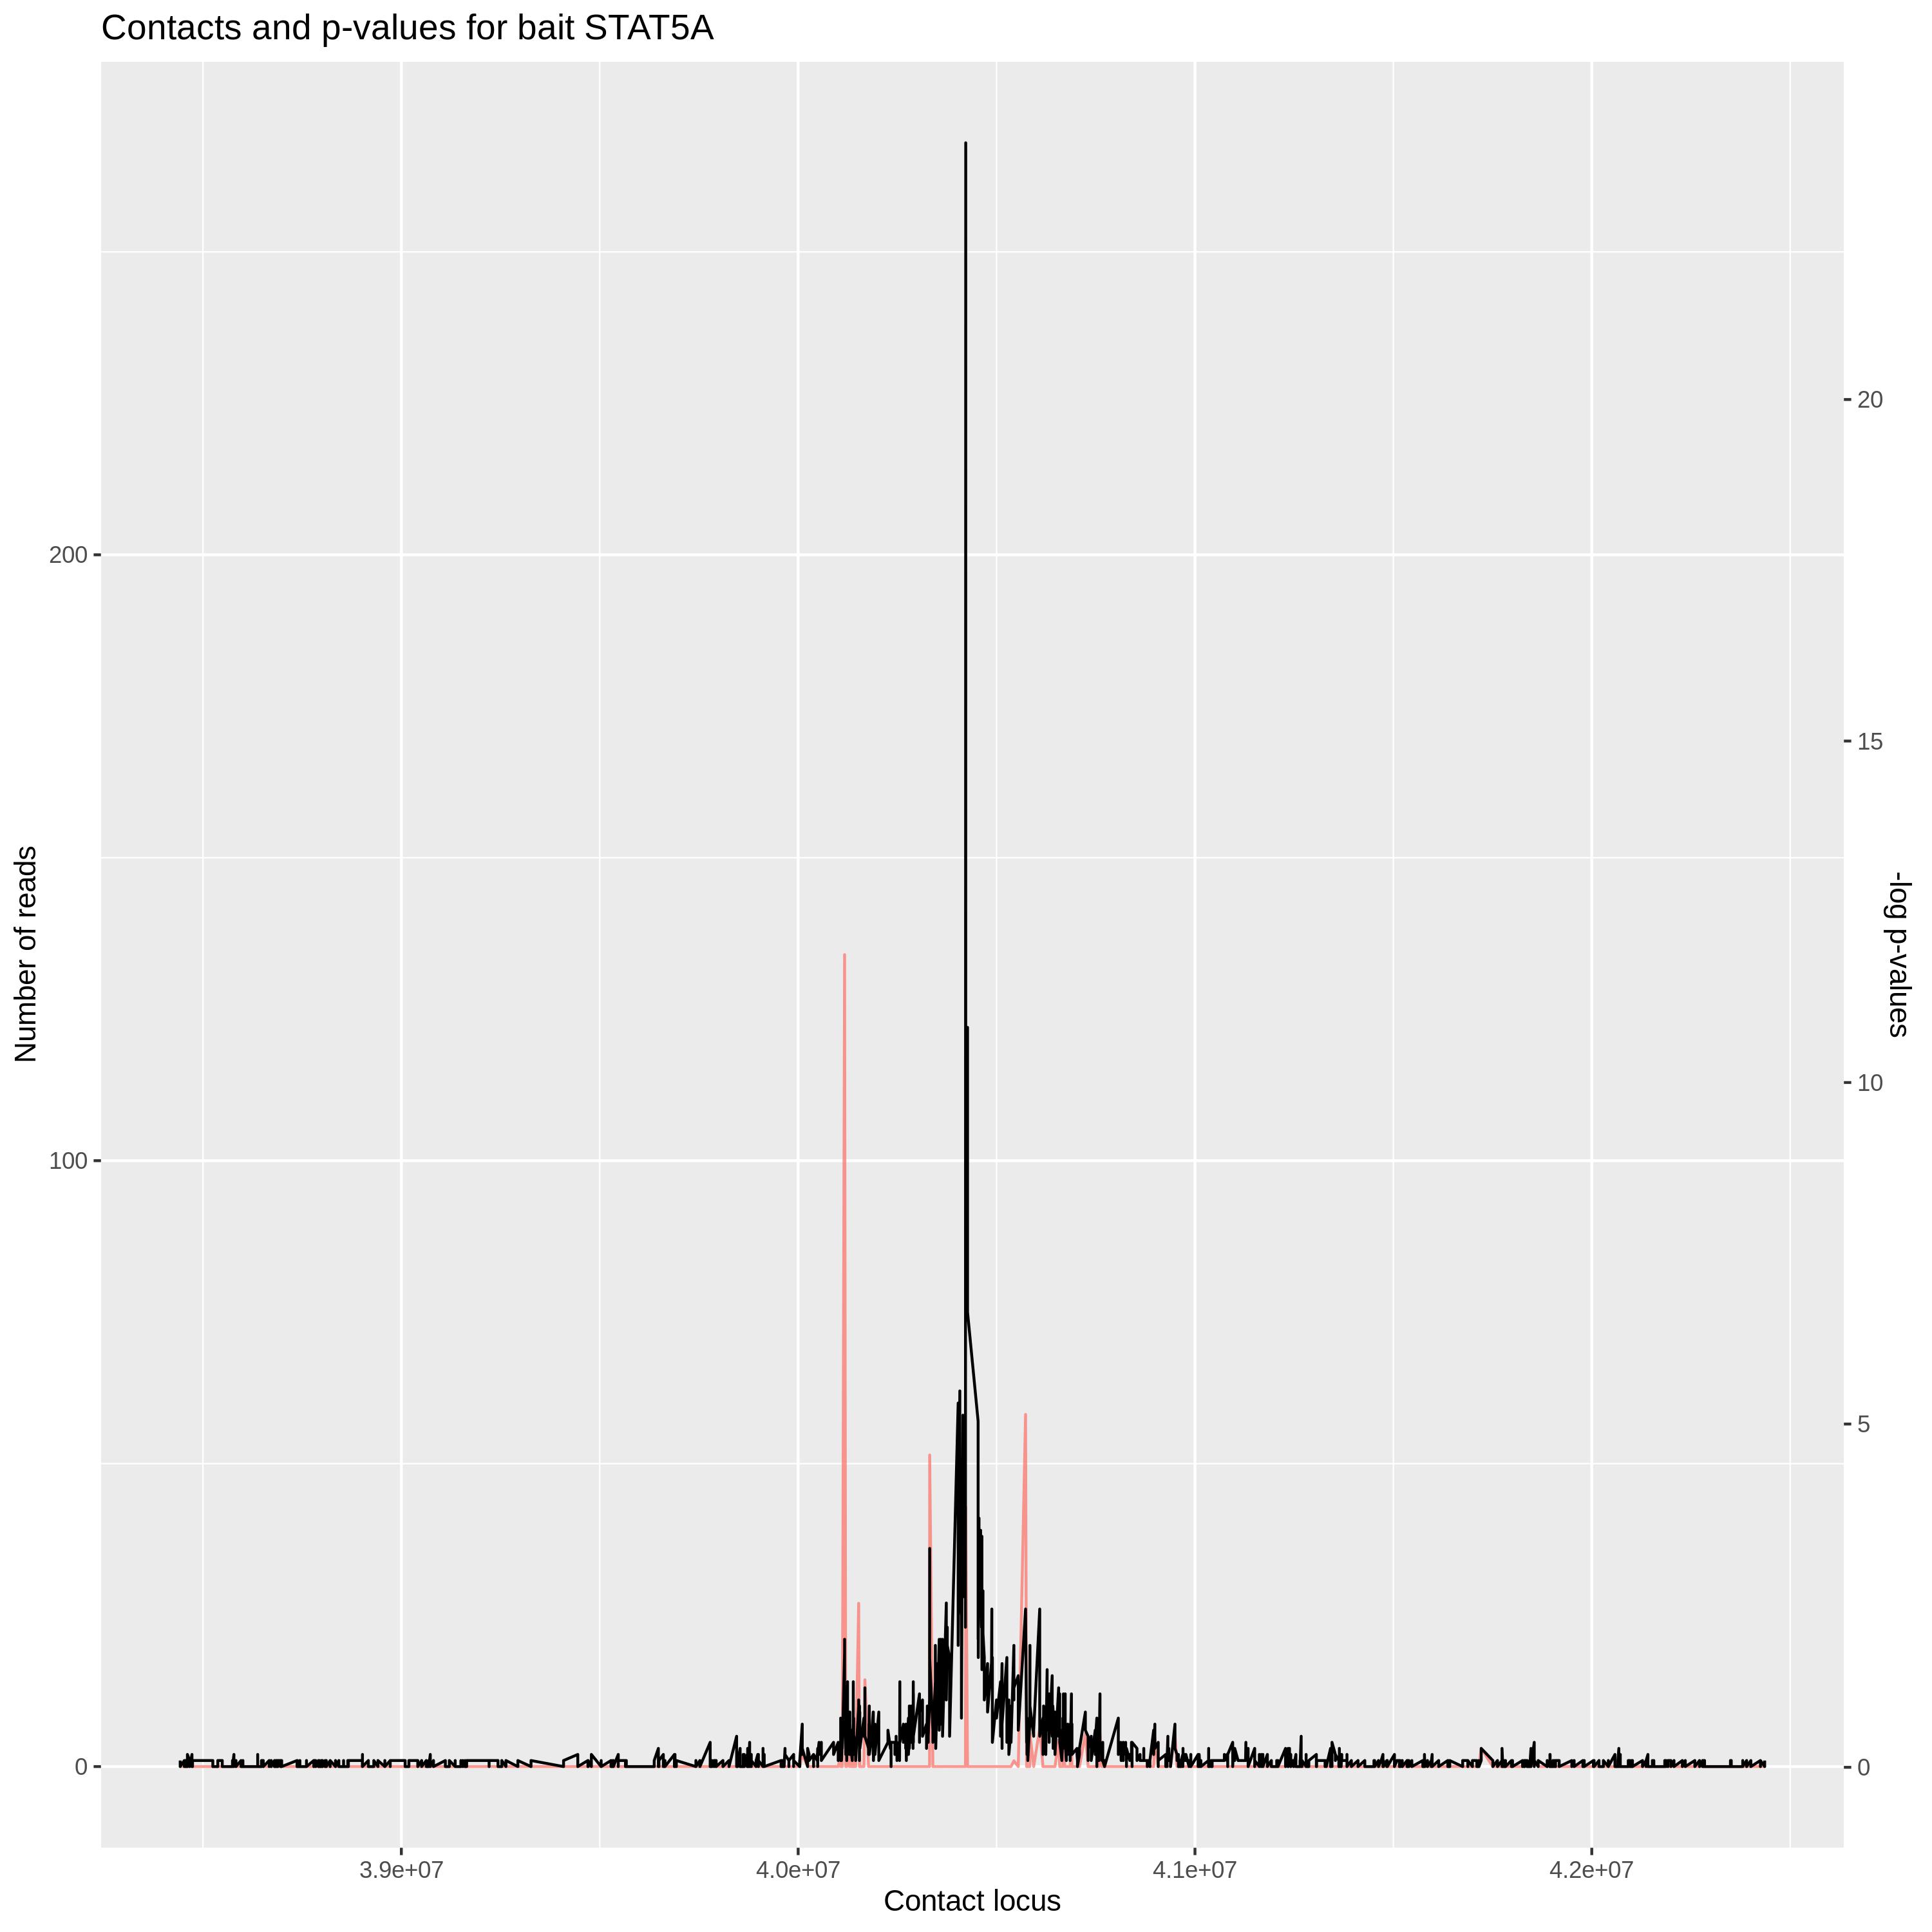 Contacts and p-values for bait STAT5A
200
100
0
Number of reads
20
15
10
5
0
-log p-values
3.9e+07
4.0e+07
4.1e+07
4.2e+07
Contact locus